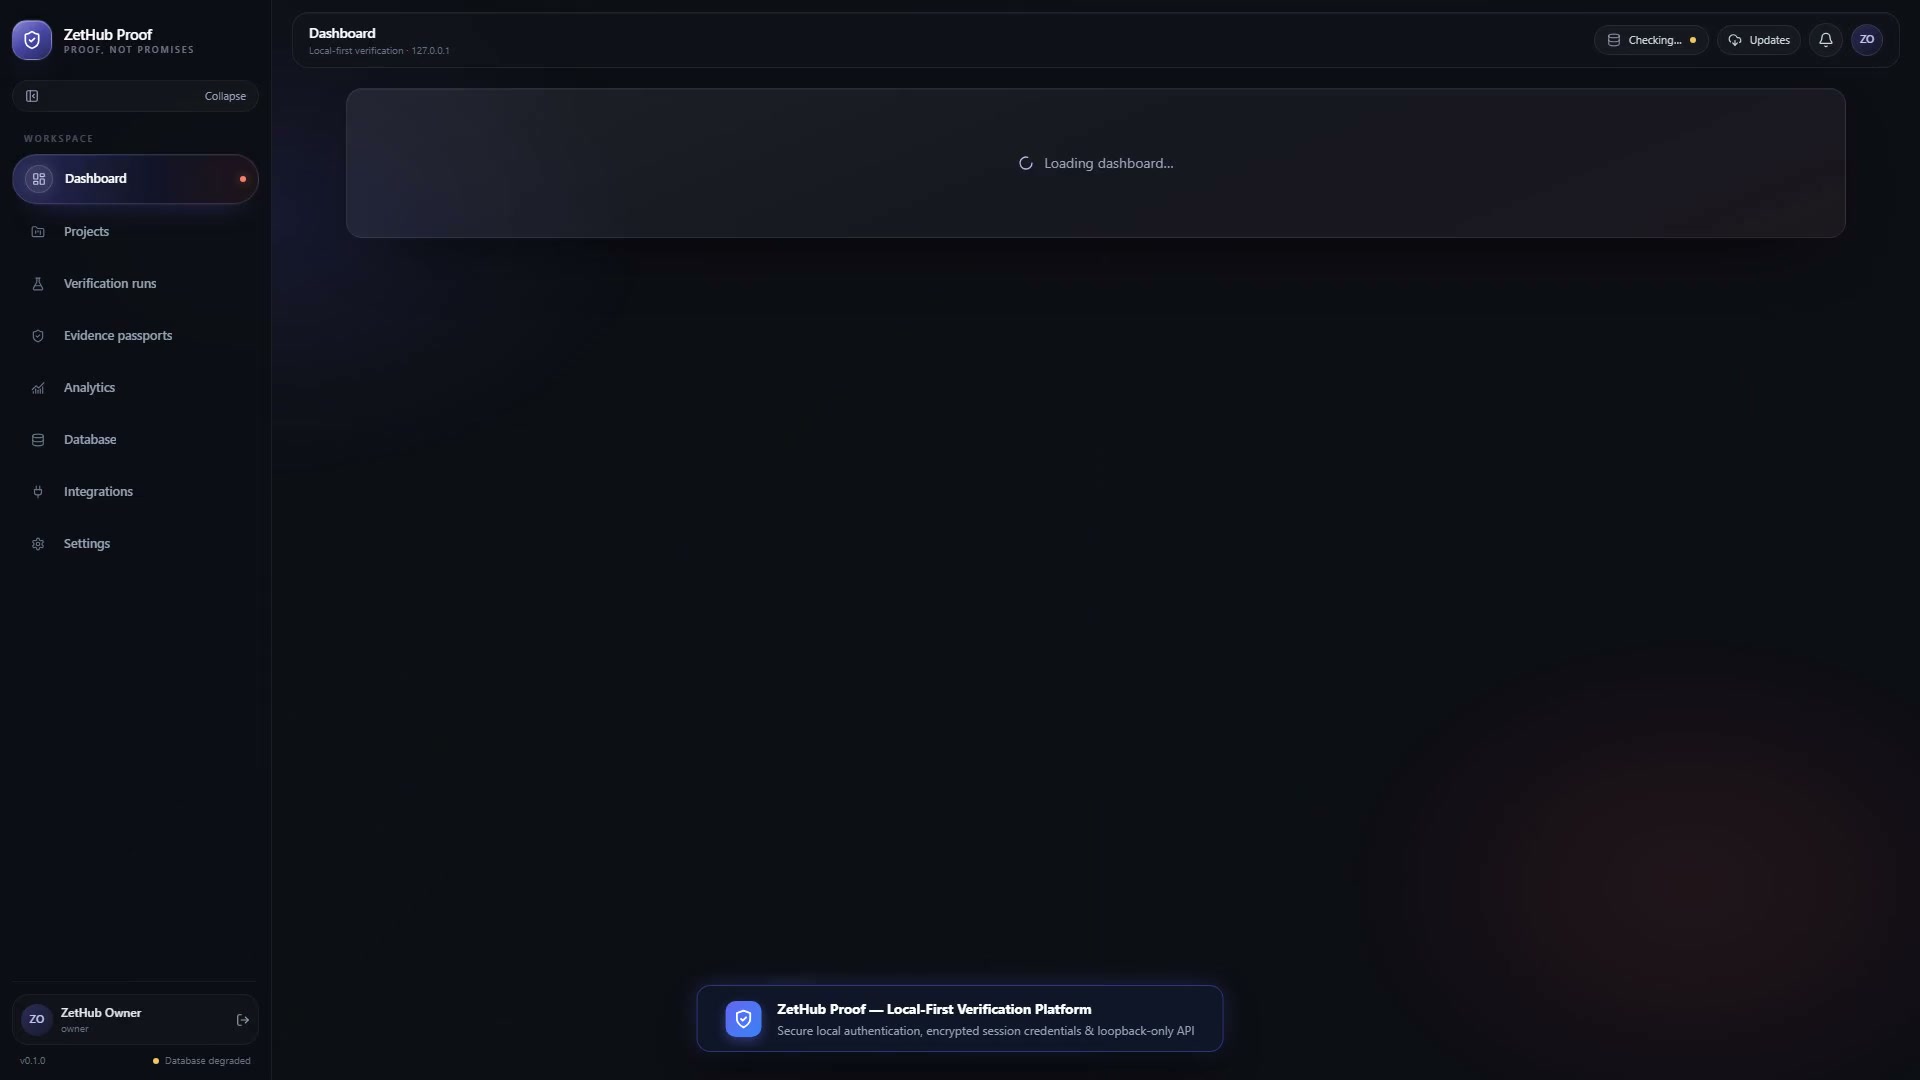 ZetHub Proof
PROOF, NOT PROMISES
Collapse
WORKSPACE
Dashboard
Projects
Verification runs
Evidence passports
Analytics
Database
Integrations
Settings
ZO
ZetHub Owner
owner
v0.1.0
Database degraded
Dashboard
Local-first verification · 127.0.0.1
Checking...
Updates
ZO
Loading dashboard...
ZetHub Proof — Local-First Verification Platform
Secure local authentication, encrypted session credentials & loopback-only API